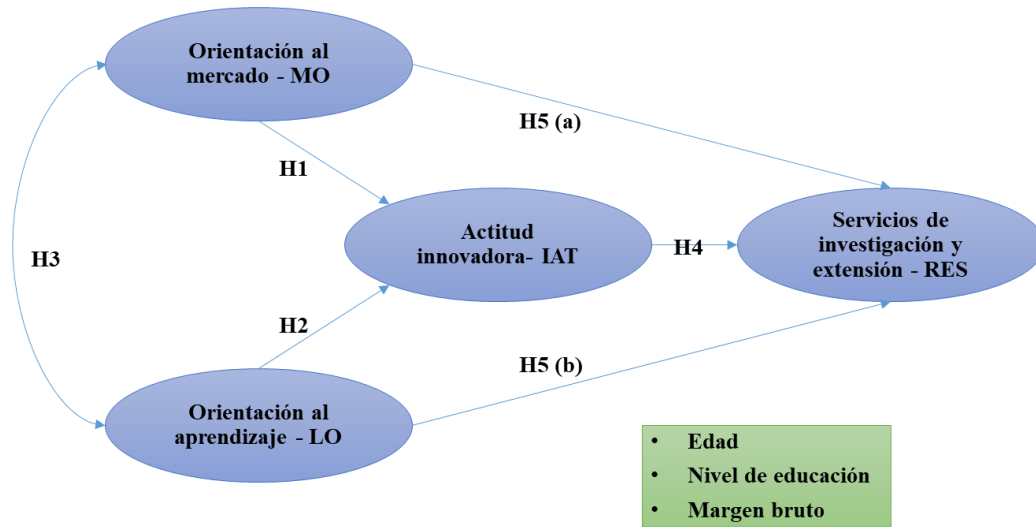 Orientación al
mercado - MO
H5 (a)
H1
Actitud
innovadora- IAT
H4
Servicios de
investigación y
extensión - RES
H3
H2
H5 (b)
Orientación al
aprendizaje - LO
• Edad
• Nivel de educación
• Margen bruto